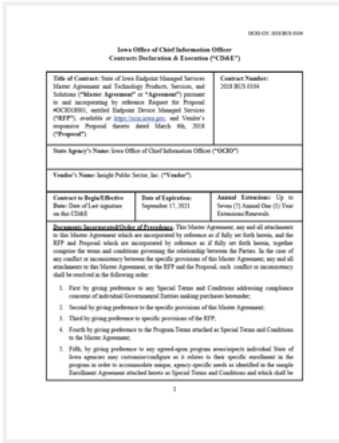 OCIO CD: 2018 BUS 0104
Iowa Office of Chief Information Officer
Contracts Declaration & Execution ("CD&E")
Title of Contract: State of Iowa Endpoint Managed Services
Master Agreement and Technology Products, Services, and
Solutions ("Master Agreement" or "Agreement") pursuant
to and incorporating by reference Request for Proposal
entitled Endpoint Device Managed Services
("RFP"), available at https://ocio.iowa.gov, and Vendor's
responsive Proposal thereto dated March 6th, 2018
("Proposal").
Contract Number:
2018 BUS 0104
State Agency's Name: Iowa Office of Chief Information Officer ("OCIO")
Vendor's Name: Insight Public Sector, Inc. ("Vendor").
Contract to Begin/Effective
Date: Date of Last signature
on this CD&E
Date of Expiration:
September 17, 2021
Annual Extensions: Up to
Seven (7) Annual One (1) Year
Extensions/Renewals
Documents Incorporated/Order of Precedence. This Master Agreement, any and all attachments
to this Master Agreement which are incorporated by reference as if fully set forth herein, and the
RFP and Proposal which are incorporated by reference as if fully set forth herein, together
comprise the terms and conditions governing the relationship between the Parties. In the case of
any conflict or inconsistency between the specific provisions of this Master Agreement, any and all
attachments to this Master Agreement, or the RFP and the Proposal, such conflict or inconsistency
shall be resolved in the following order:
1. First by giving preference to any Special Terms and Conditions addressing compliance
concerns of individual Governmental Entities making purchases hereunder;
2. Second by giving preference to the specific provisions of this Master Agreement;
3. Third by giving preference to specific provisions of the RFP;
4. Fourth by giving preference to the Program Terms attached as Special Terms and Conditions
to the Master Agreement;
5. Fifth, by giving preference to any agreed-upon program areas/aspects individual State of
Iowa agencies may customize/configure as it relates to their specific enrollment in the
program in order to accommodate unique, agency-specific needs as identified in the sample
Enrollment Agreement attached hereto as Special Terms and Conditions and which shall be
1